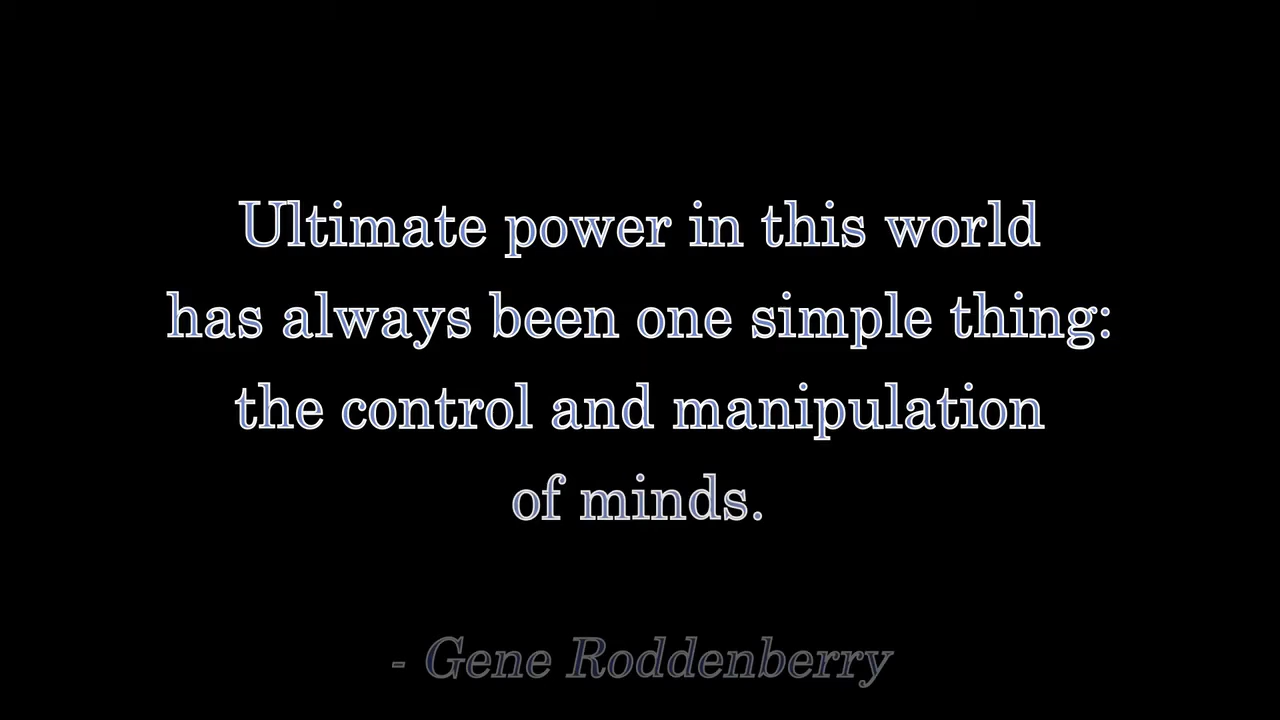 Ultimate power in this world
has always been one simple thing:
the control and manipulation
of minds.
- Gene Roddenberry